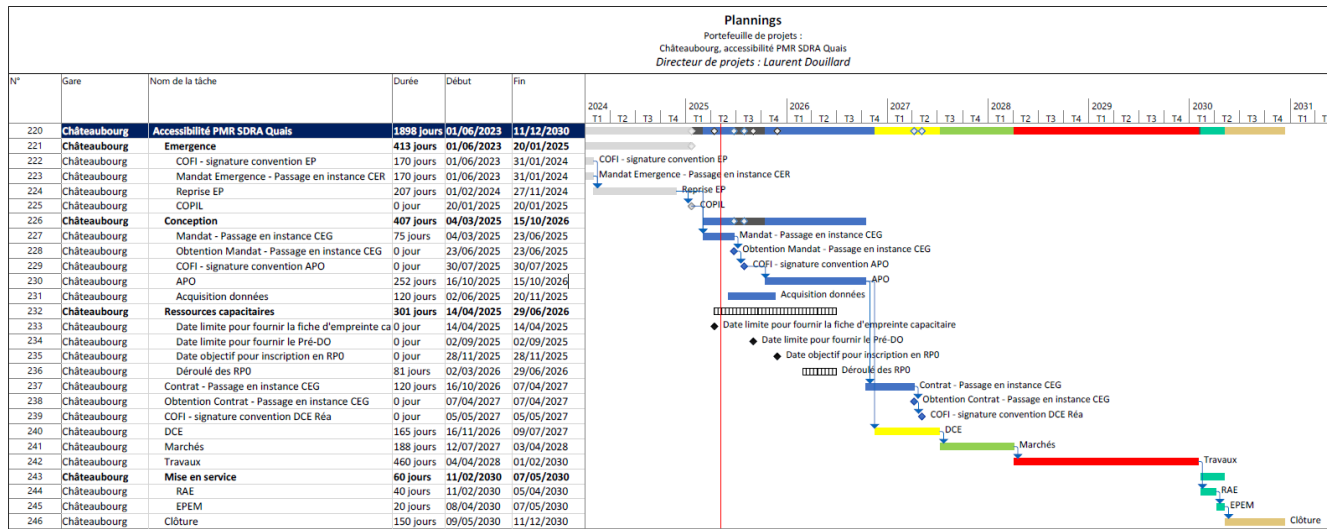 Plannings
Portefeuille de projets :
Châteaubourg, accessibilité PMR SDRA Quais
Directeur de projets : Laurent Douillard
N° Gare Nom de la tâche Durée Début Fin
2024 2025 2026 2027 2028 2029 2030 2031
T1 T2 T3 T4 T1 T2 T3 T4 T1 T2 T3 T4 T1 T2 T3 T4 T1 T2 T3 T4 T1 T2 T3 T4 T1 T2 T3 T4 T1
220 Châteaubourg Accessibilité PMR SDRA Quais 1898 jours 01/06/2023 11/12/2030
221 Châteaubourg Emergence 413 jours 01/06/2023 20/01/2025
222 Châteaubourg COFI - signature convention EP 170 jours 01/06/2023 31/01/2024 COFI - signature convention EP
223 Châteaubourg Mandat Emergence - Passage en instance CER 170 jours 01/06/2023 31/01/2024 Mandat Emergence - Passage en instance CER
224 Châteaubourg Reprise EP 207 jours 01/02/2024 27/11/2024 Reprise EP
225 Châteaubourg COPIL 0 jour 20/01/2025 20/01/2025 COPIL
226 Châteaubourg Conception 407 jours 04/03/2025 15/10/2026
227 Châteaubourg Mandat - Passage en instance CEG 75 jours 04/03/2025 23/06/2025 Mandat - Passage en instance CEG
228 Châteaubourg Obtention Mandat - Passage en instance CEG 0 jour 23/06/2025 23/06/2025 Obtention Mandat - Passage en instance CEG
229 Châteaubourg COFI - signature convention APO 0 jour 30/07/2025 30/07/2025 COFI - signature convention APO
230 Châteaubourg APO 252 jours 16/10/2025 15/10/2026 APO
231 Châteaubourg Acquisition données 120 jours 02/06/2025 20/11/2025 Acquisition données
232 Châteaubourg Ressources capacitaires 301 jours 14/04/2025 29/06/2026
233 Châteaubourg Date limite pour fournir la fiche d'empreinte ca 0 jour 14/04/2025 14/04/2025 Date limite pour fournir la fiche d'empreinte capacitaire
234 Châteaubourg Date limite pour fournir le Pré-DO 0 jour 02/09/2025 02/09/2025 Date limite pour fournir le Pré-DO
235 Châteaubourg Date objectif pour inscription en RP0 0 jour 28/11/2025 28/11/2025 Date objectif pour inscription en RP0
236 Châteaubourg Déroulé des RP0 81 jours 02/03/2026 29/06/2026 Déroulé des RP0
237 Châteaubourg Contrat - Passage en instance CEG 120 jours 16/10/2026 07/04/2027 Contrat - Passage en instance CEG
238 Châteaubourg Obtention Contrat - Passage en instance CEG 0 jour 07/04/2027 07/04/2027 Obtention Contrat - Passage en instance CEG
239 Châteaubourg COFI - signature convention DCE Réa 0 jour 05/05/2027 05/05/2027 COFI - signature convention DCE Réa
240 Châteaubourg DCE 165 jours 16/11/2026 09/07/2027 DCE
241 Châteaubourg Marchés 188 jours 12/07/2027 03/04/2028 Marchés
242 Châteaubourg Travaux 460 jours 04/04/2028 01/02/2030 Travaux
243 Châteaubourg Mise en service 60 jours 11/02/2030 07/05/2030
244 Châteaubourg RAE 40 jours 11/02/2030 05/04/2030 RAE
245 Châteaubourg EPEM 20 jours 08/04/2030 07/05/2030 EPEM
246 Châteaubourg Clôture 150 jours 09/05/2030 11/12/2030 Clôture